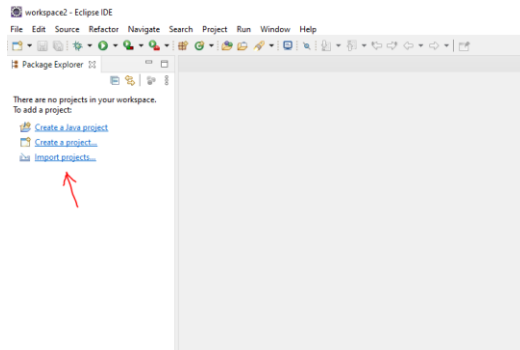 workspace2 - Eclipse IDE
File Edit Source Refactor Navigate Search Project Run Window Help
Package Explorer
There are no projects in your workspace.
To add a project:
Create a Java project
Create a project...
Import projects...